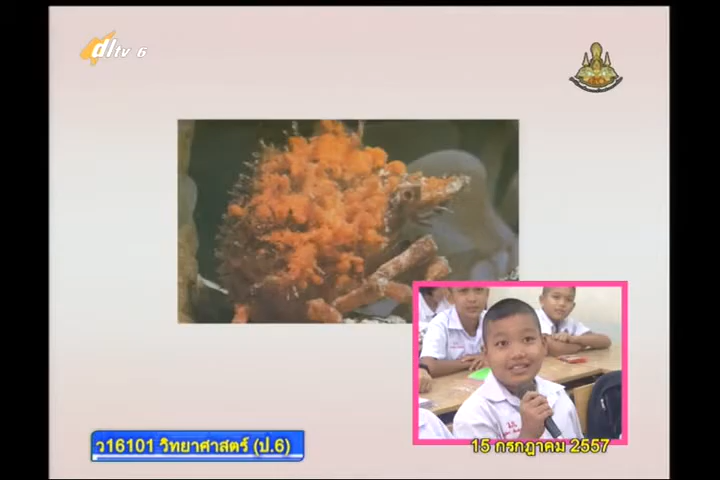 dltv 6
ว16101 วิทยาศาสตร์ (ป.6)
15 กรกฎาคม 2557